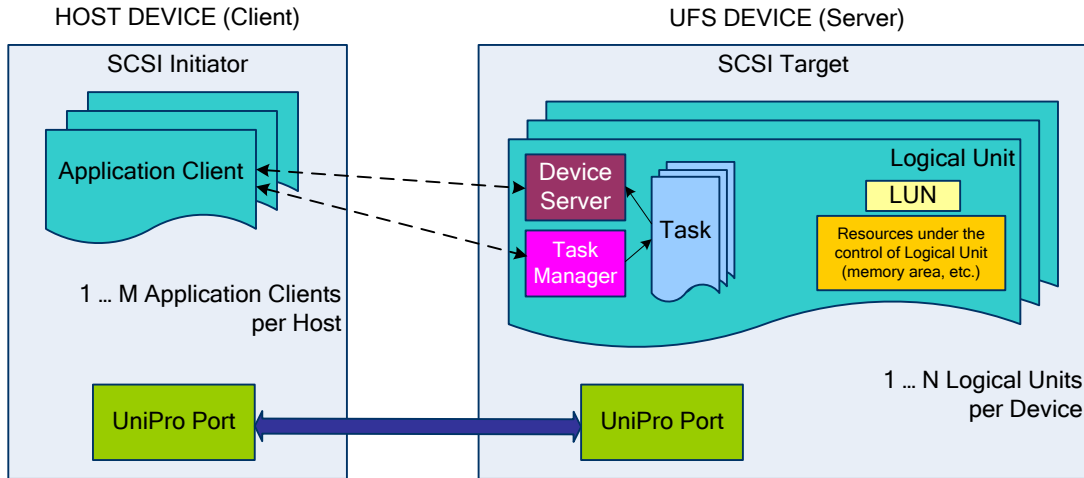 HOST DEVICE (Client)
SCSI Initiator
Application Client
1 ... M Application Clients
per Host
UniPro Port
UFS DEVICE (Server)
SCSI Target
Logical Unit
Device
Server
Task
Manager
Task
LUN
Resources under the
control of Logical Unit
(memory area, etc.)
1 ... N Logical Units
per Device
UniPro Port